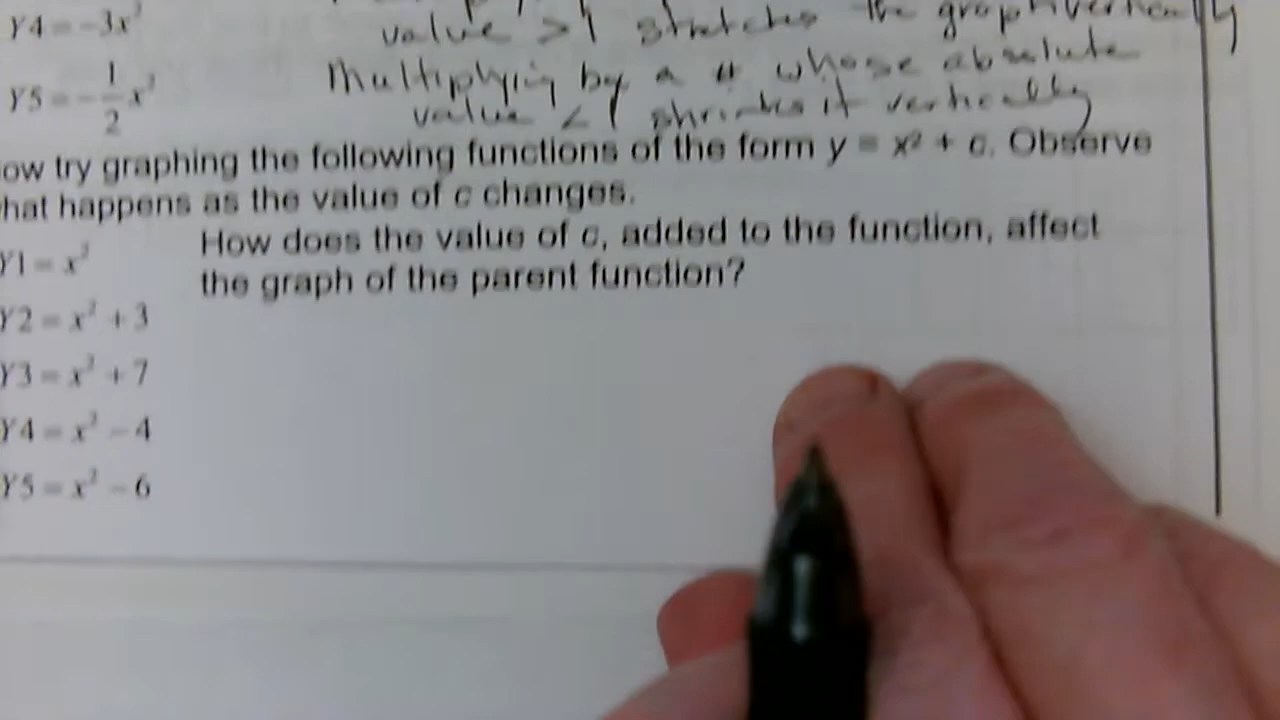 Y4 = -3x²
value > 1 stretches the graph vertically
Y5 = -1/2 x²
Multiplying by a # whose absolute
value < 1 shrinks it vertically
ow try graphing the following functions of the form y = x² + c. Observe
hat happens as the value of c changes.
Y1 = x²
How does the value of c, added to the function, affect
the graph of the parent function?
Y2 = x² + 3
Y3 = x² + 7
Y4 = x² - 4
Y5 = x² - 6